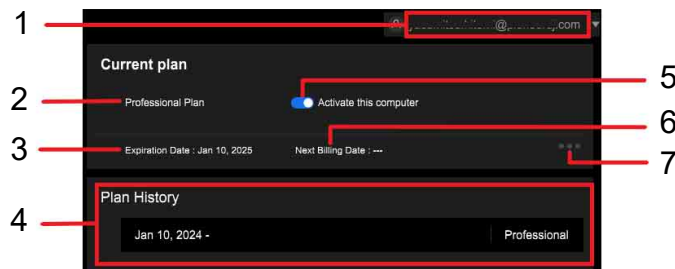 1
Current plan
5
2 Professional Plan Activate this computer
6
3 Expiration Date : Jan 10, 2025 Next Billing Date : ---
7
Plan History
4
Jan 10, 2024 - Professional